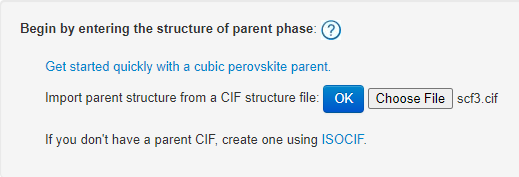 Begin by entering the structure of parent phase: ?
Get started quickly with a cubic perovskite parent.
Import parent structure from a CIF structure file: OK Choose File scf3.cif
If you don't have a parent CIF, create one using ISOCIF.